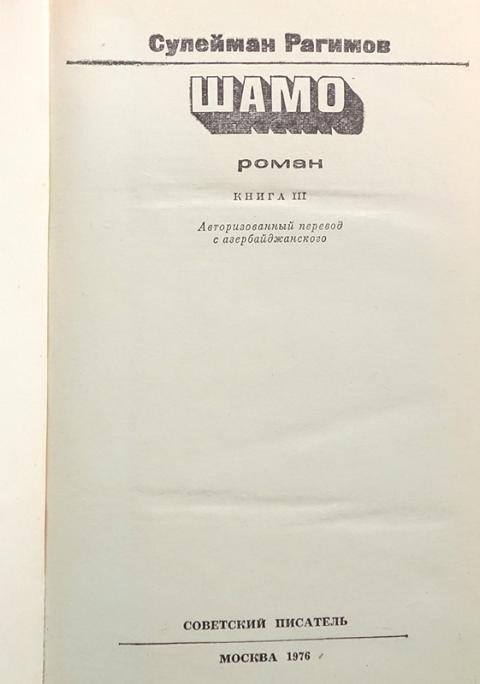 Сулейман Рагимов
ШАМО
роман
КНИГА III
Авторизованный перевод
с азербайджанского
СОВЕТСКИЙ ПИСАТЕЛЬ
МОСКВА 1976